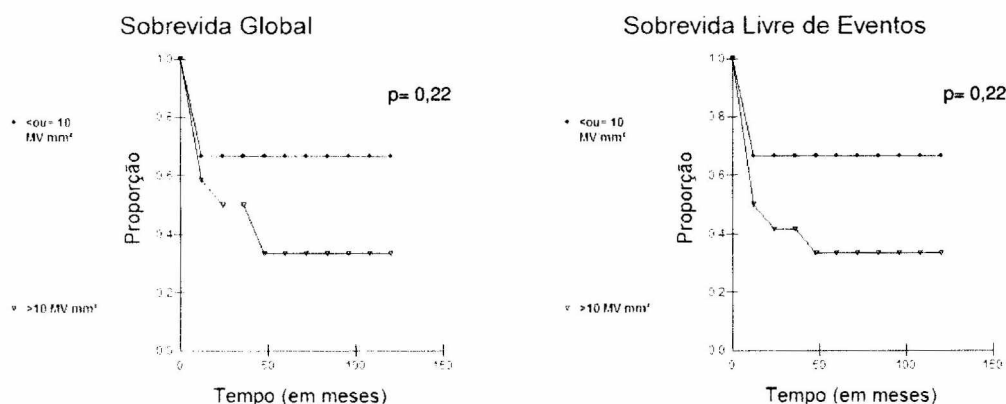 Sobrevida Global
1.0
p= 0,22
<ou= 10
MV mm²
0.8
0.6
Proporção
0.4
>10 MV mm²
0.2
0.0
0 50 100 150
Tempo (em meses)
Sobrevida Livre de Eventos
1.0
p= 0,22
<ou= 10
MV mm²
0.8
0.6
Proporção
0.4
>10 MV mm²
0.2
0.0
0 50 100 150
Tempo (em meses)